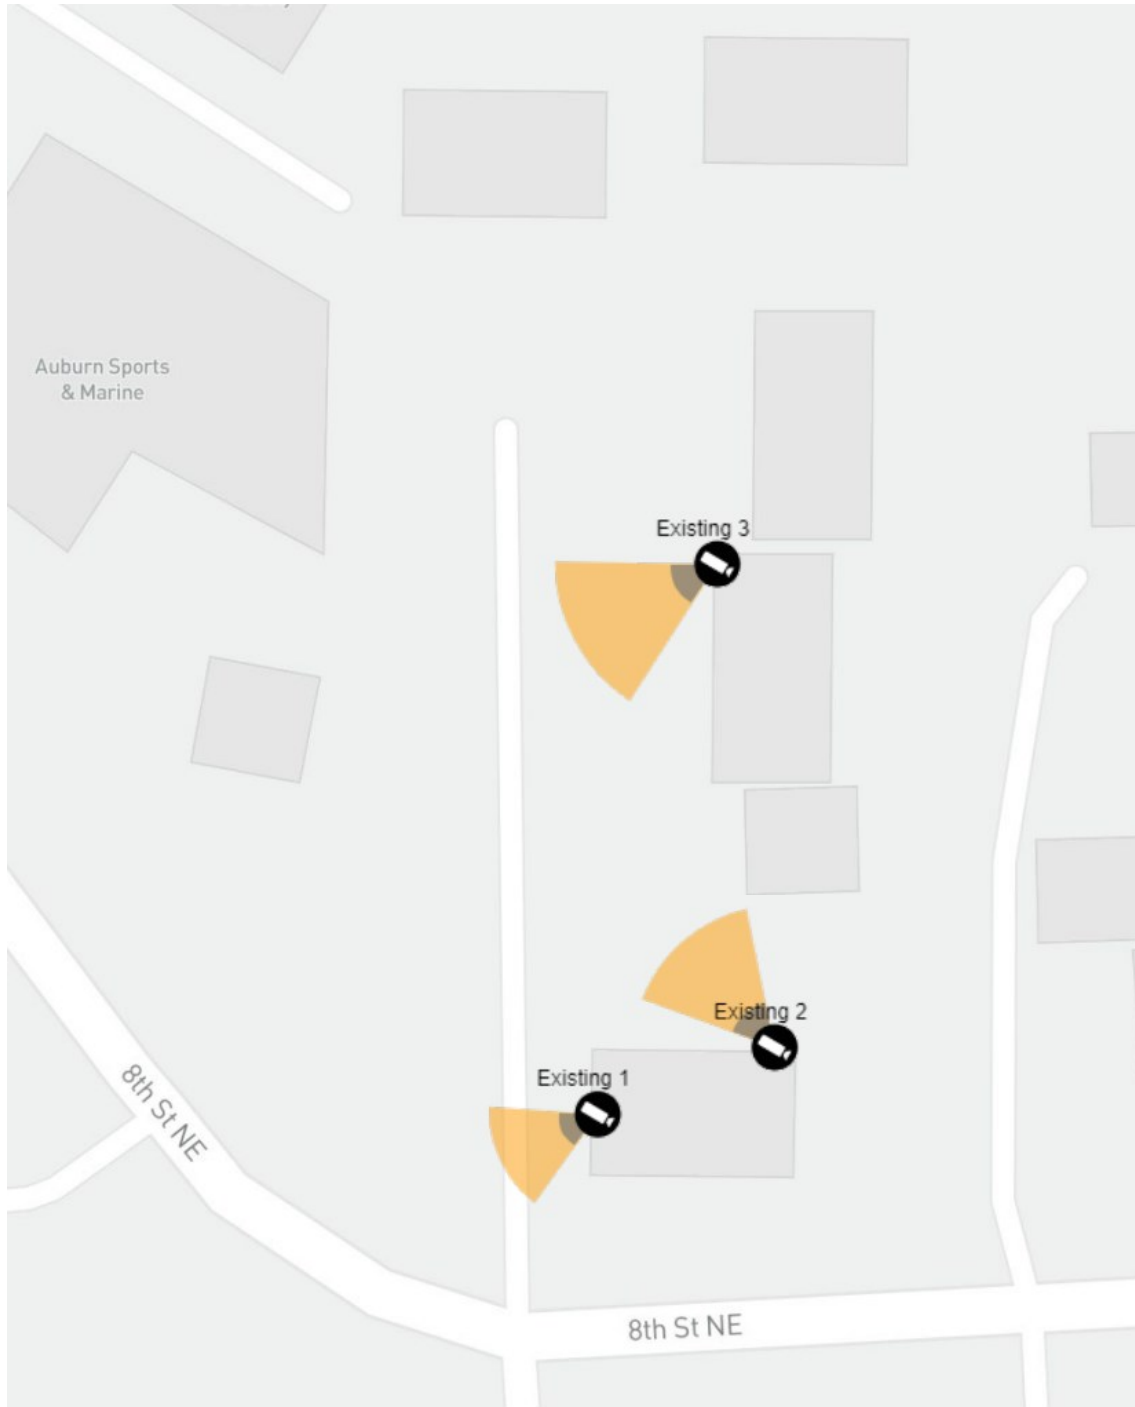 Auburn Sports
& Marine
Existing 3
Existing 2
Existing 1
8th St NE
8th St NE